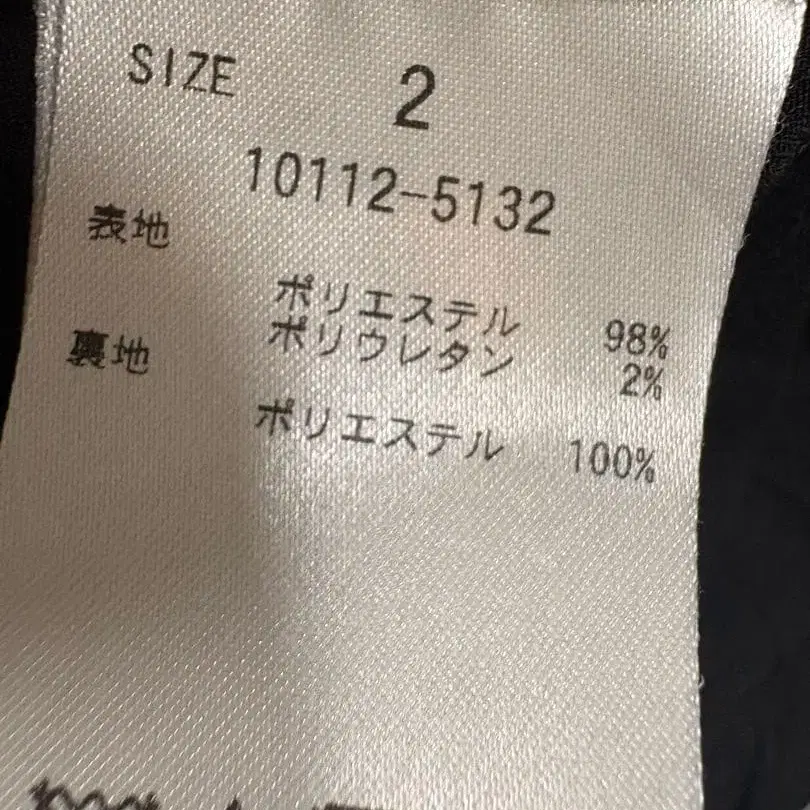 SIZE 2
10112-5132
表地
ポリエステル 98%
ポリウレタン 2%
裏地
ポリエステル 100%